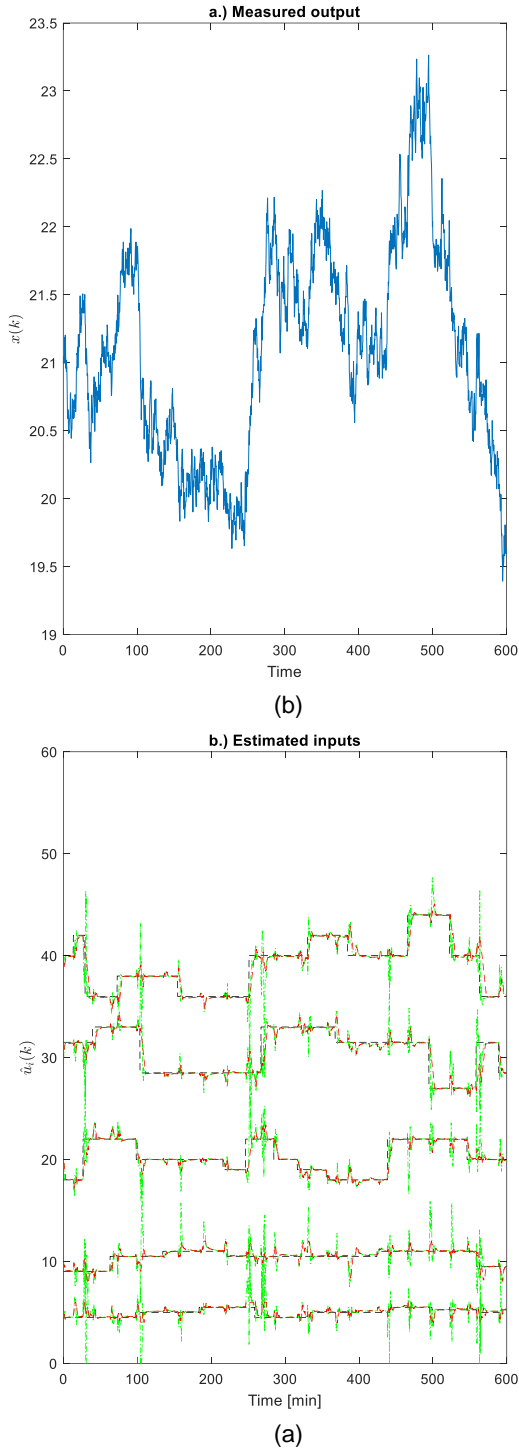 a.) Measured output
23.5
23
22.5
22
21.5
21
20.5
20
19.5
19
x(k)
0 100 200 300 400 500 600
Time
(b)
b.) Estimated inputs
60
50
40
30
20
10
0
û_i(k)
0 100 200 300 400 500 600
Time [min]
(a)